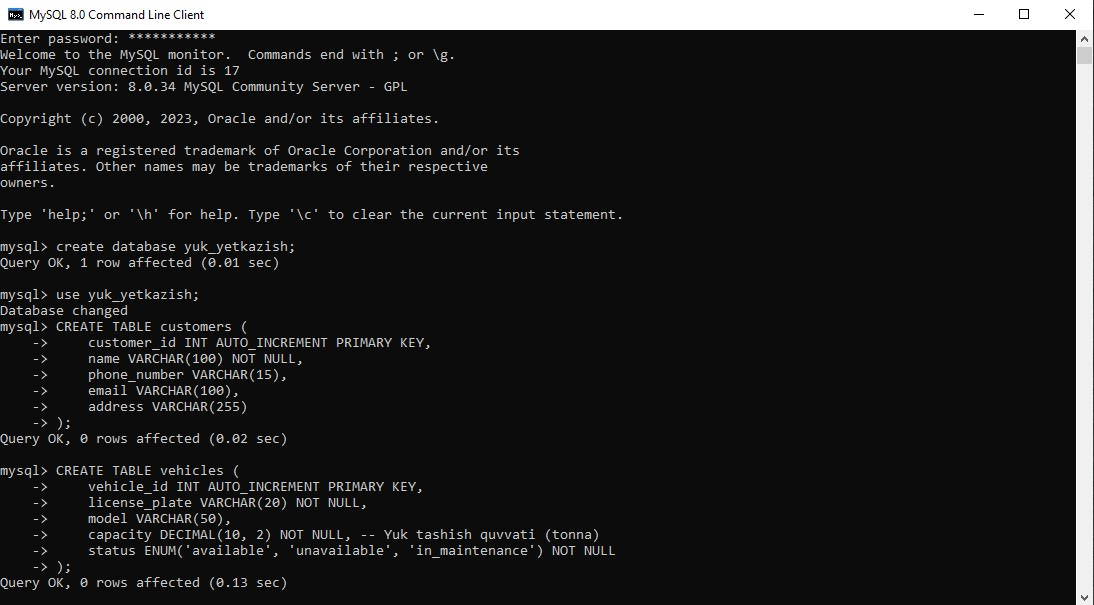 MySQL 8.0 Command Line Client
Enter password: ***********
Welcome to the MySQL monitor.  Commands end with ; or \g.
Your MySQL connection id is 17
Server version: 8.0.34 MySQL Community Server - GPL

Copyright (c) 2000, 2023, Oracle and/or its affiliates.

Oracle is a registered trademark of Oracle Corporation and/or its
affiliates. Other names may be trademarks of their respective
owners.

Type 'help;' or '\h' for help. Type '\c' to clear the current input statement.

mysql> create database yuk_yetkazish;
Query OK, 1 row affected (0.01 sec)

mysql> use yuk_yetkazish;
Database changed
mysql> CREATE TABLE customers (
    ->     customer_id INT AUTO_INCREMENT PRIMARY KEY,
    ->     name VARCHAR(100) NOT NULL,
    ->     phone_number VARCHAR(15),
    ->     email VARCHAR(100),
    ->     address VARCHAR(255)
    -> );
Query OK, 0 rows affected (0.02 sec)

mysql> CREATE TABLE vehicles (
    ->     vehicle_id INT AUTO_INCREMENT PRIMARY KEY,
    ->     license_plate VARCHAR(20) NOT NULL,
    ->     model VARCHAR(50),
    ->     capacity DECIMAL(10, 2) NOT NULL, -- Yuk tashish quvvati (tonna)
    ->     status ENUM('available', 'unavailable', 'in_maintenance') NOT NULL
    -> );
Query OK, 0 rows affected (0.13 sec)